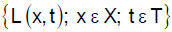 {L(x,t); x ε X; t ε T}